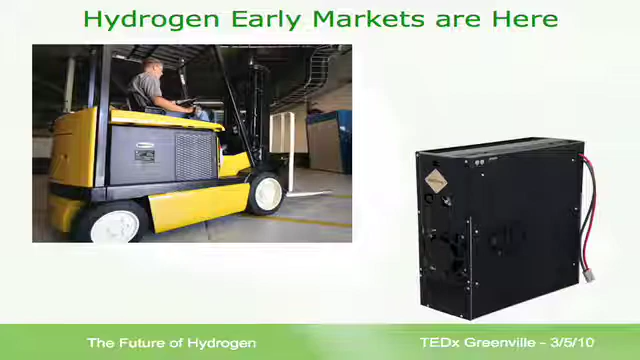 Hydrogen Early Markets are Here
The Future of Hydrogen
TEDx Greenville - 3/5/10